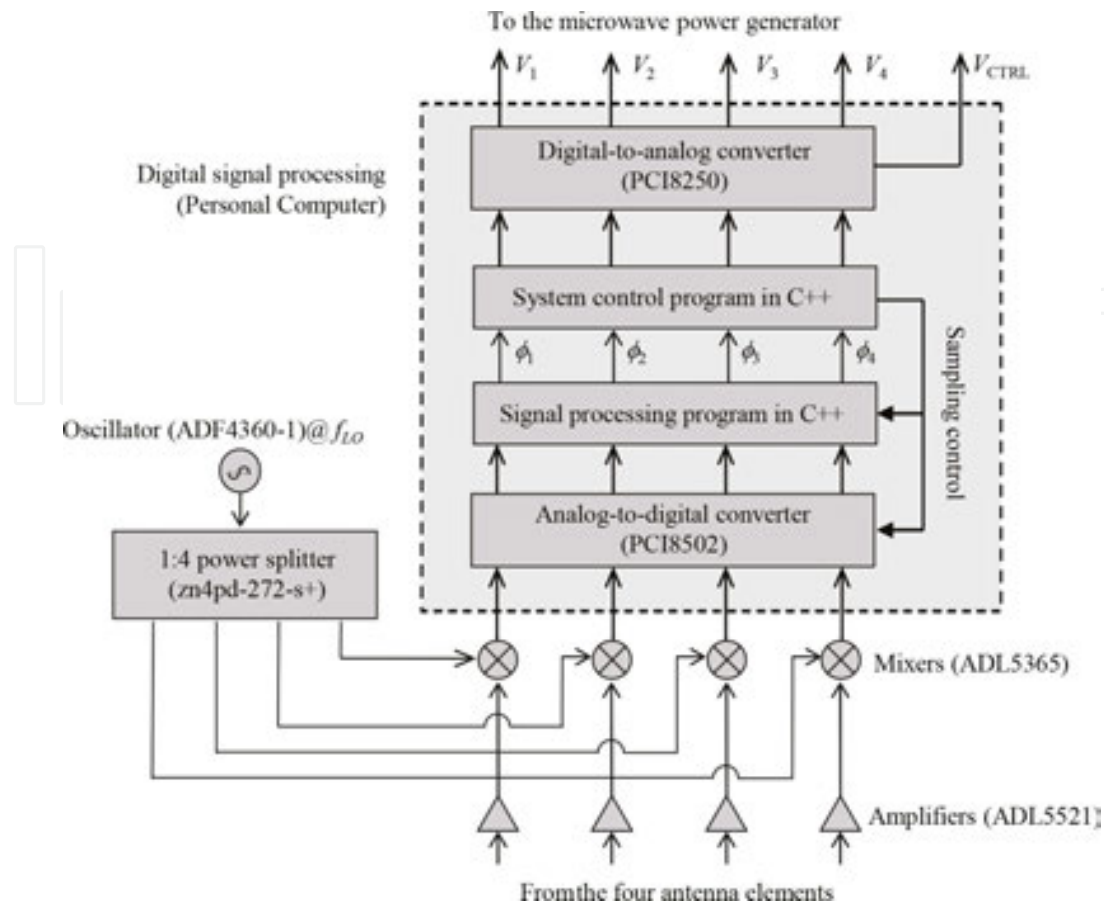 To the microwave power generator
V1 V2 V3 V4 VCTRL
Digital-to-analog converter
(PCI8250)
Digital signal processing
(Personal Computer)
System control program in C++
ϕ1 ϕ2 ϕ3 ϕ4
Sampling control
Signal processing program in C++
Oscillator (ADF4360-1)@ fLO
Analog-to-digital converter
(PCI8502)
1:4 power splitter
(zn4pd-272-s+)
Mixers (ADL5365)
Amplifiers (ADL5521)
Fromthe four antenna elements